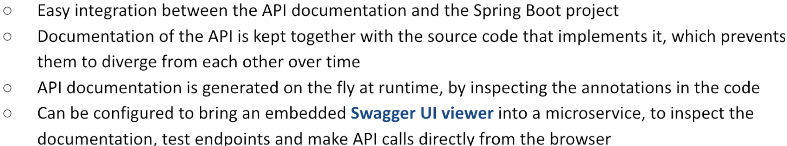 ○ Easy integration between the API documentation and the Spring Boot project
○ Documentation of the API is kept together with the source code that implements it, which prevents
them to diverge from each other over time
○ API documentation is generated on the fly at runtime, by inspecting the annotations in the code
○ Can be configured to bring an embedded Swagger UI viewer into a microservice, to inspect the
documentation, test endpoints and make API calls directly from the browser